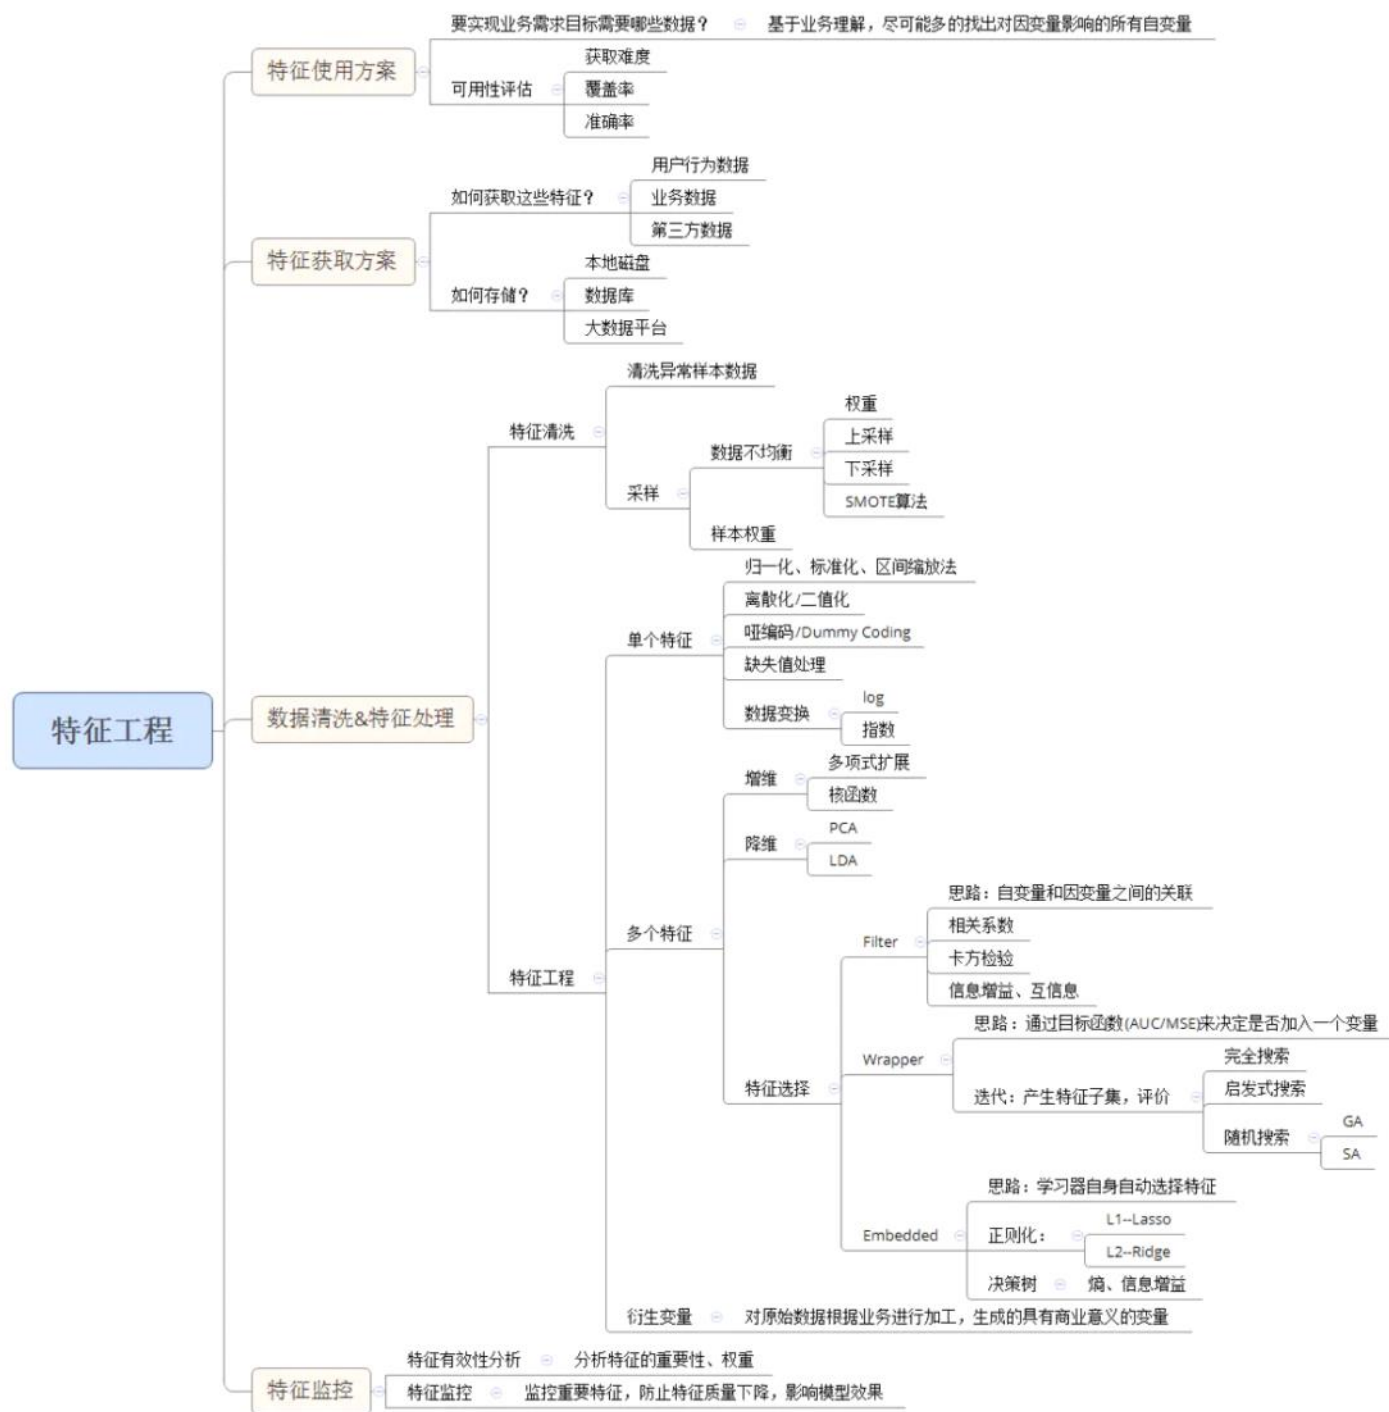 特征工程
特征使用方案
要实现业务需求目标需要哪些数据？
基于业务理解，尽可能多的找出对因变量影响的所有自变量
可用性评估
获取难度
覆盖率
准确率
特征获取方案
如何获取这些特征？
用户行为数据
业务数据
第三方数据
如何存储？
本地磁盘
数据库
大数据平台
数据清洗&特征处理
特征清洗
清洗异常样本数据
采样
数据不均衡
权重
上采样
下采样
SMOTE算法
样本权重
特征工程
单个特征
归一化、标准化、区间缩放法
离散化/二值化
哑编码/Dummy Coding
缺失值处理
数据变换
log
指数
多个特征
增维
多项式扩展
核函数
降维
PCA
LDA
特征选择
Filter
思路：自变量和因变量之间的关联
相关系数
卡方检验
信息增益、互信息
Wrapper
思路：通过目标函数(AUC/MSE)来决定是否加入一个变量
迭代：产生特征子集，评价
完全搜索
启发式搜索
随机搜索
GA
SA
Embedded
思路：学习器自身自动选择特征
正则化：
L1--Lasso
L2--Ridge
决策树
熵、信息增益
衍生变量
对原始数据根据业务进行加工，生成的具有商业意义的变量
特征监控
特征有效性分析
分析特征的重要性、权重
特征监控
监控重要特征，防止特征质量下降，影响模型效果